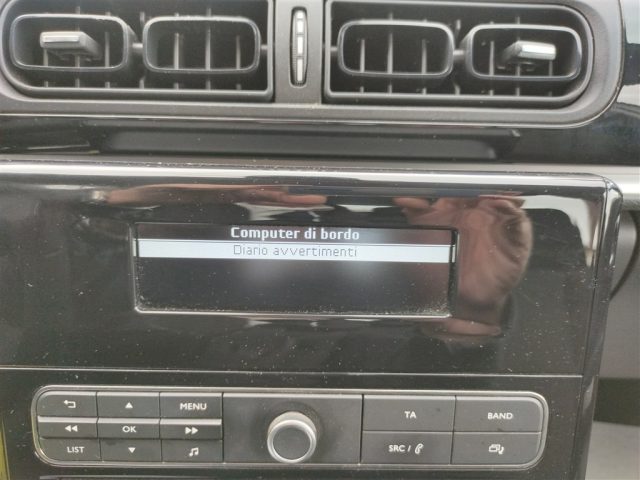 Computer di bordo
Diario avvertimenti
MENU
TA
BAND
OK
SRC /
LIST